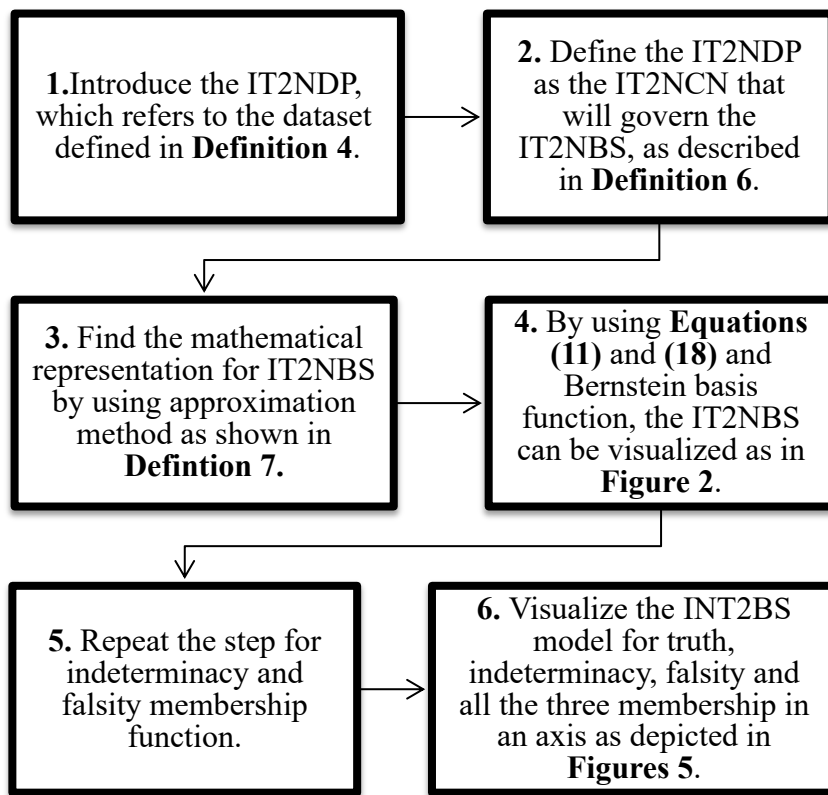 1.Introduce the IT2NDP,
which refers to the dataset
defined in Definition 4.
2. Define the IT2NDP
as the IT2NCN that
will govern the
IT2NBS, as described
in Definition 6.
3. Find the mathematical
representation for IT2NBS
by using approximation
method as shown in
Defintion 7.
4. By using Equations
(11) and (18) and
Bernstein basis
function, the IT2NBS
can be visualized as in
Figure 2.
5. Repeat the step for
indeterminacy and
falsity membership
function.
6. Visualize the INT2BS
model for truth,
indeterminacy, falsity and
all the three membership in
an axis as depicted in
Figures 5.